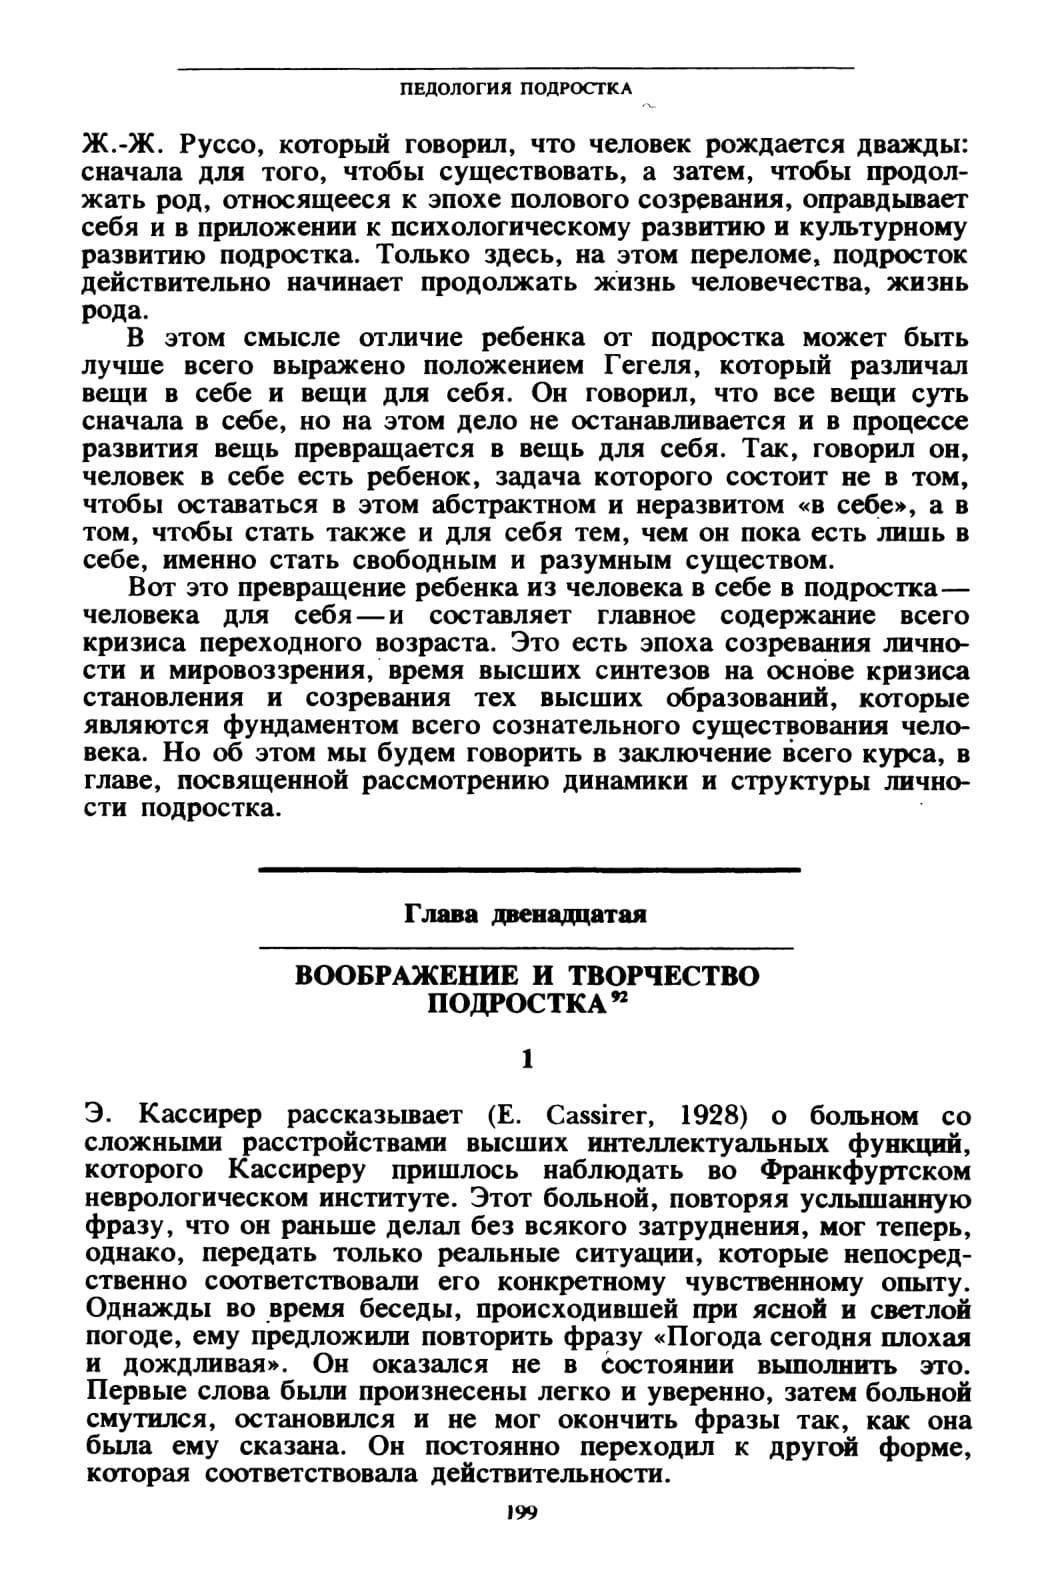 ПЕДОЛОГИЯ ПОДРОСТКА
Ж.-Ж. Руссо, который говорил, что человек рождается дважды:
сначала для того, чтобы существовать, а затем, чтобы продол-
жать род, относящееся к эпохе полового созревания, оправдывает
себя и в приложении к психологическому развитию и культурному
развитию подростка. Только здесь, на этом переломе, подросток
действительно начинает продолжать жизнь человечества, жизнь
рода.
В этом смысле отличие ребенка от подростка может быть
лучше всего выражено положением Гегеля, который различал
вещи в себе и вещи для себя. Он говорил, что все вещи суть
сначала в себе, но на этом дело не останавливается и в процессе
развития вещь превращается в вещь для себя. Так, говорил он,
человек в себе есть ребенок, задача которого состоит не в том,
чтобы оставаться в этом абстрактном и неразвитом «в себе», а в
том, чтобы стать также и для себя тем, чем он пока есть лишь в
себе, именно стать свободным и разумным существом.
Вот это превращение ребенка из человека в себе в подростка—
человека для себя—и составляет главное содержание всего
кризиса переходного возраста. Это есть эпоха созревания лично-
сти и мировоззрения, время высших синтезов на основе кризиса
становления и созревания тех высших образований, которые
являются фундаментом всего сознательного существования чело-
века. Но об этом мы будем говорить в заключение всего курса, в
главе, посвященной рассмотрению динамики и структуры лично-
сти подростка.
Глава двенадцатая
ВООБРАЖЕНИЕ И ТВОРЧЕСТВО
ПОДРОСТКА⁹²
1
Э. Кассирер рассказывает (E. Cassirer, 1928) о больном со
сложными расстройствами высших интеллектуальных функций,
которого Кассиреру пришлось наблюдать во Франкфуртском
неврологическом институте. Этот больной, повторяя услышанную
фразу, что он раньше делал без всякого затруднения, мог теперь,
однако, передать только реальные ситуации, которые непосред-
ственно соответствовали его конкретному чувственному опыту.
Однажды во время беседы, происходившей при ясной и светлой
погоде, ему предложили повторить фразу «Погода сегодня плохая
и дождливая». Он оказался не в состоянии выполнить это.
Первые слова были произнесены легко и уверенно, затем больной
смутился, остановился и не мог окончить фразы так, как она
была ему сказана. Он постоянно переходил к другой форме,
которая соответствовала действительности.
199